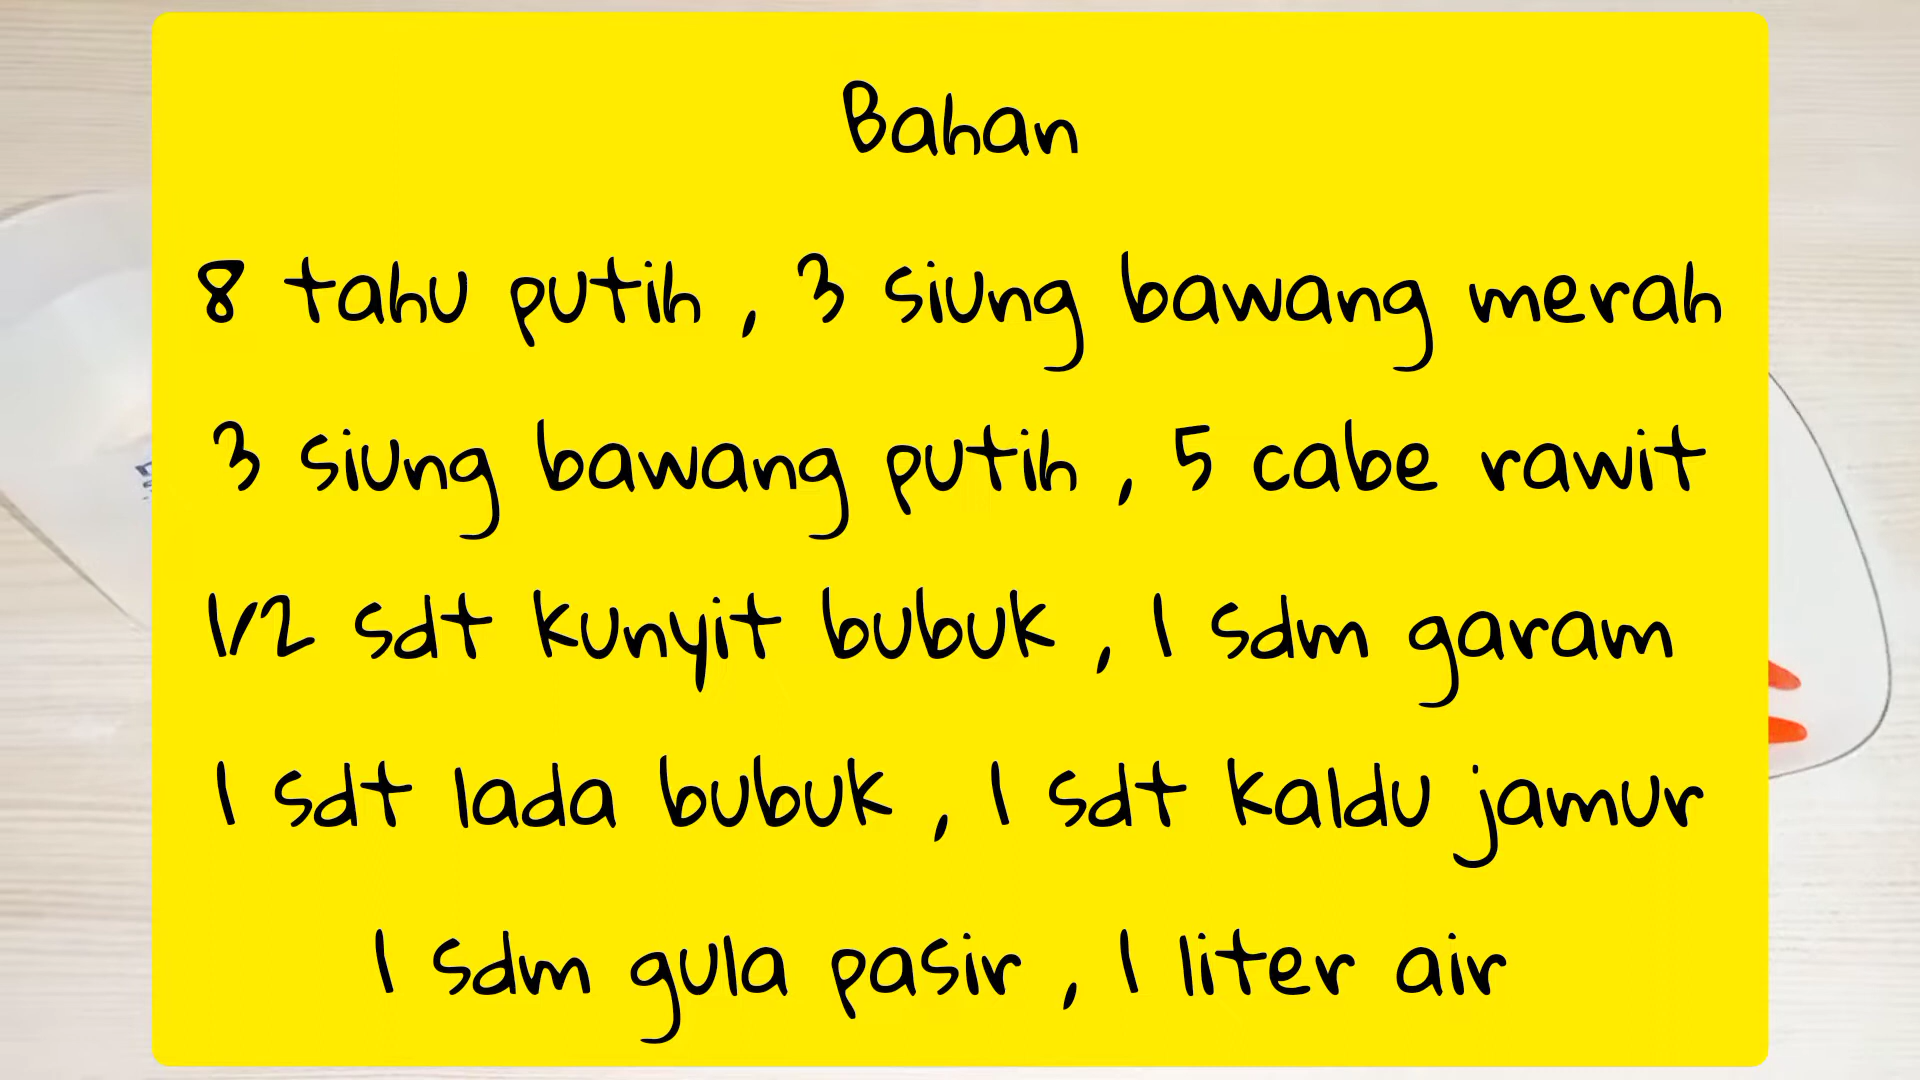 Bahan
8 tahu putih , 3 siung bawang merah
3 siung bawang putih , 5 cabe rawit
1/2 sdt kunyit bubuk , 1 sdm garam
1 sdt lada bubuk , 1 sdt kaldu jamur
1 sdm gula pasir , 1 liter air